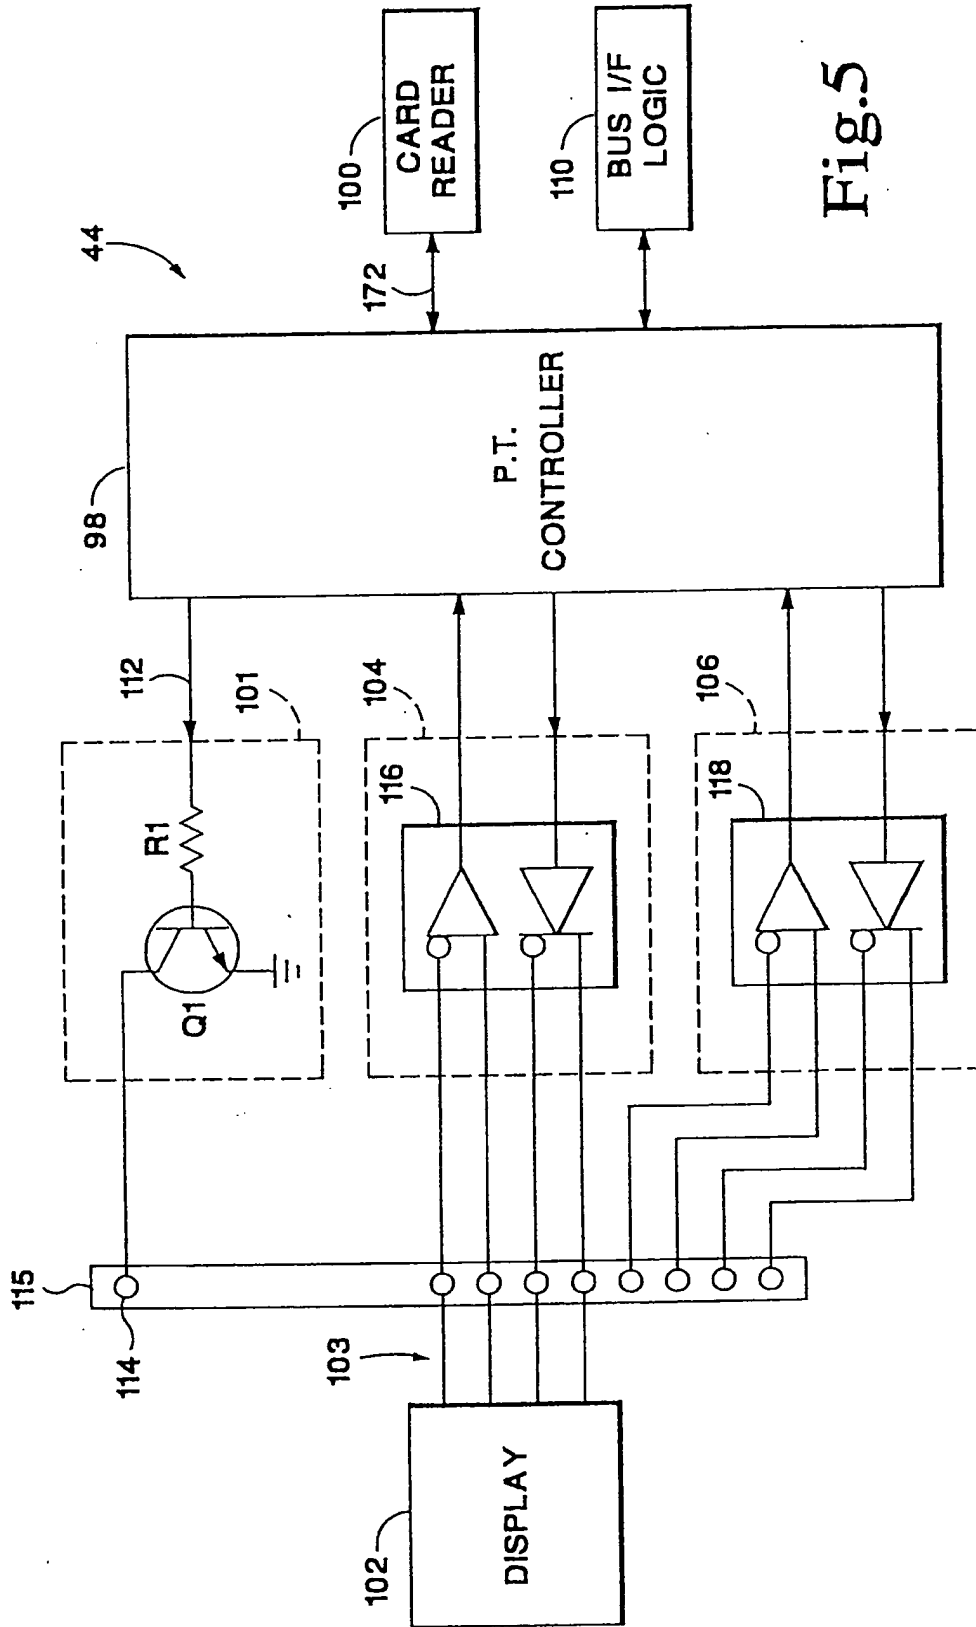 44
100
CARD
READER
172
110
BUS I/F
LOGIC
98
P.T.
CONTROLLER
112
101
R1
Q1
104
116
106
118
115
114
103
102
DISPLAY
Fig.5